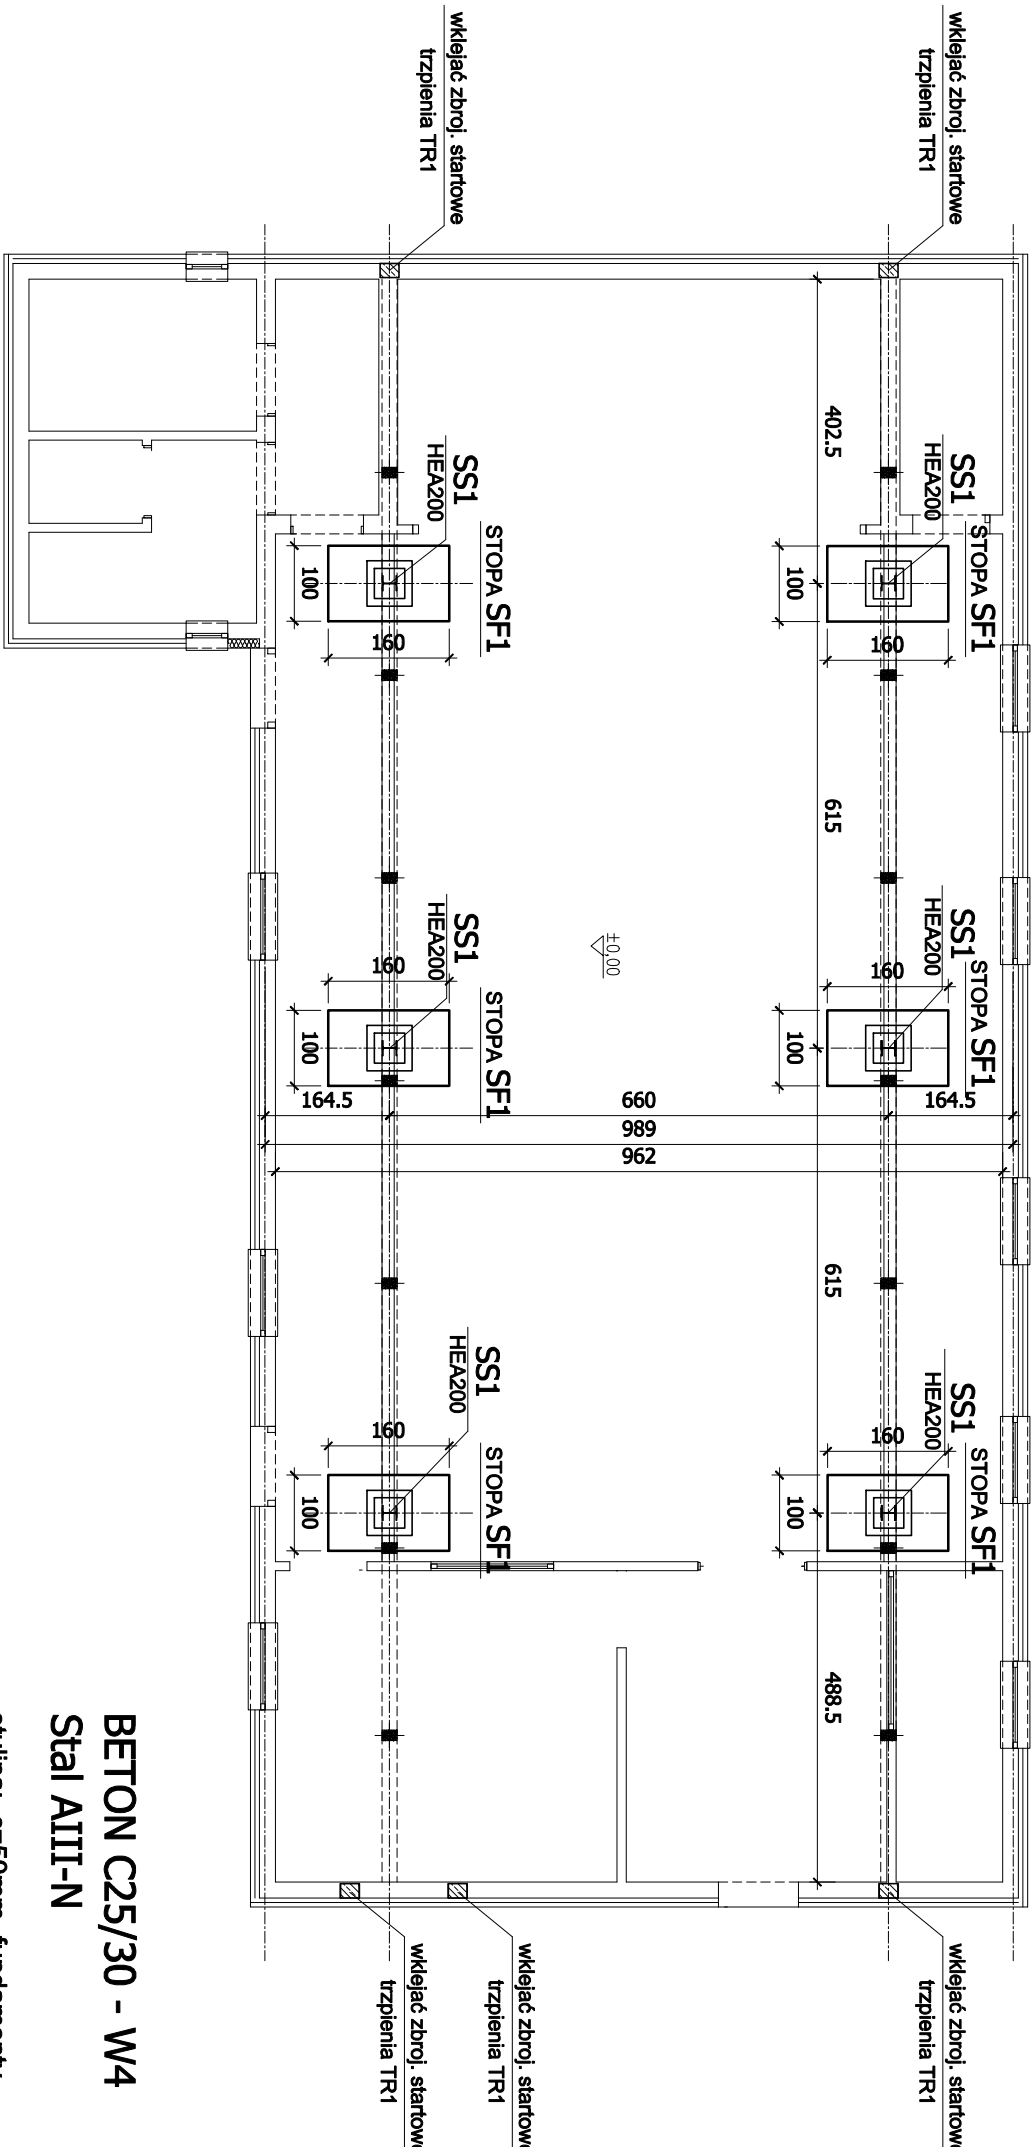 wklejać zbroj. startowe
trzpienia TR1
wklejać zbroj. startowe
trzpienia TR1
402.5
SS1
HEA200
STOPA SF1
100
160
SS1
HEA200
STOPA SF1
100
160
615
±0,00
SS1
HEA200
STOPA SF1
160
100
164.5
SS1
HEA200
STOPA SF1
160
100
164.5
660
989
962
615
SS1
HEA200
STOPA SF1
160
100
SS1
HEA200
STOPA SF1
160
100
488.5
wklejać zbroj. startowe
trzpienia TR1
wklejać zbroj. startowe
trzpienia TR1
wklejać zbroj. startowe
trzpienia TR1
BETON C25/30 - W4
Stal AIII-N